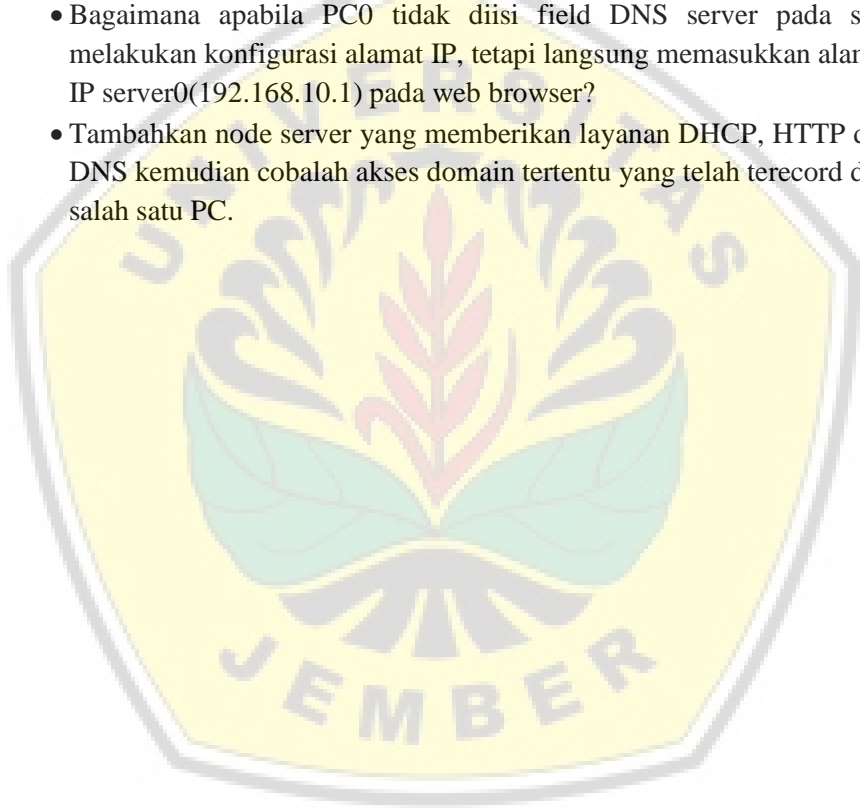 • Bagaimana apabila PC0 tidak diisi field DNS server pada s
melakukan konfigurasi alamat IP, tetapi langsung memasukkan alar
IP server0(192.168.10.1) pada web browser?
• Tambahkan node server yang memberikan layanan DHCP, HTTP d
DNS kemudian cobalah akses domain tertentu yang telah terecord d
salah satu PC.
UNIVERSITAS
JEMBER